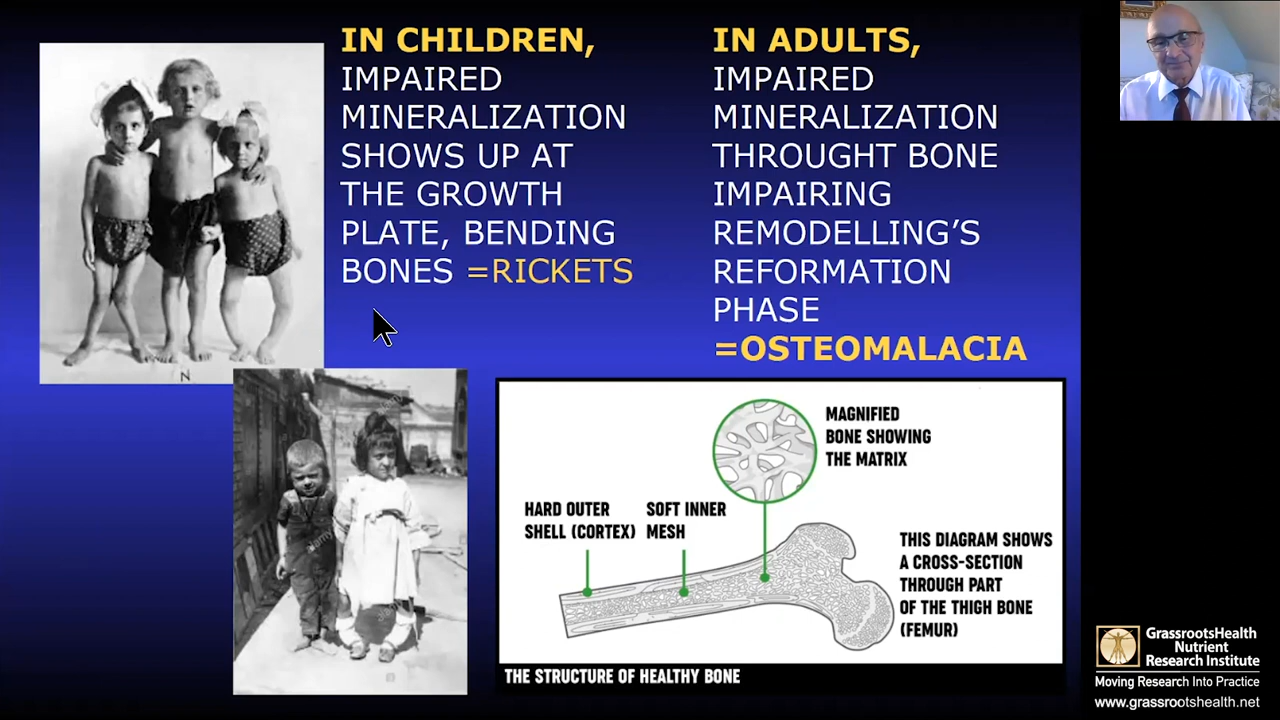 IN CHILDREN,
IMPAIRED
MINERALIZATION
SHOWS UP AT
THE GROWTH
PLATE, BENDING
BONES =RICKETS
IN ADULTS,
IMPAIRED
MINERALIZATION
THROUGHT BONE
IMPAIRING
REMODELLING'S
REFORMATION
PHASE
=OSTEOMALACIA
N
MAGNIFIED
BONE SHOWING
THE MATRIX
HARD OUTER
SHELL (CORTEX)
SOFT INNER
MESH
THIS DIAGRAM SHOWS
A CROSS-SECTION
THROUGH PART
OF THE THIGH BONE
(FEMUR)
THE STRUCTURE OF HEALTHY BONE
GrassrootsHealth
Nutrient
Research Institute
Moving Research Into Practice
www.grassrootshealth.net